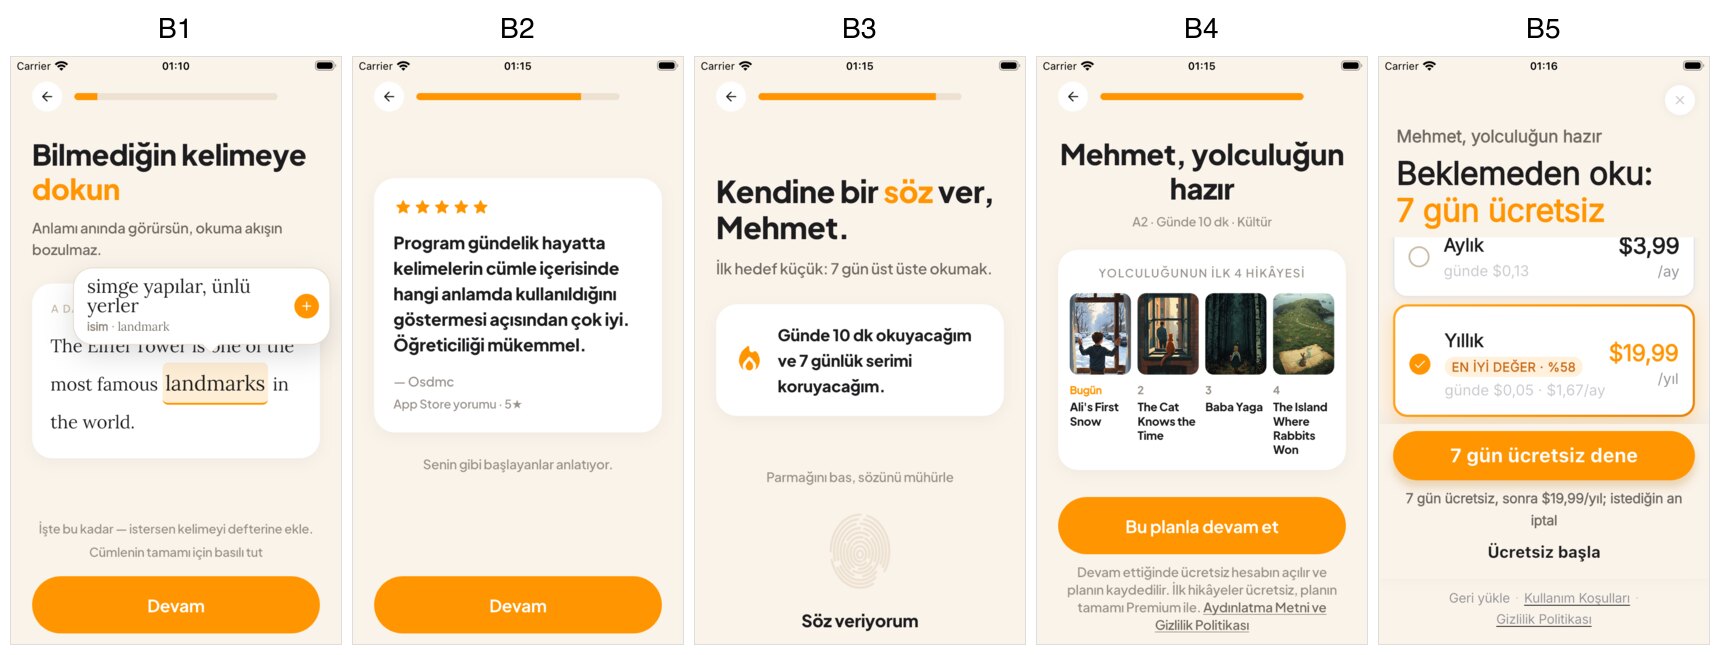 B1
Carrier 01:10
Bilmediğin kelimeye
dokun
Anlamı anında görürsün, okuma akışın
bozulmaz.
simge yapılar, ünlü
yerler
isim · landmark
The Eiffel Tower is one of the
most famous landmarks in
the world.
İşte bu kadar — istersen kelimeyi defterine ekle.
Cümlenin tamamı için basılı tut
Devam
B2
Carrier 01:15
Program gündelik hayatta
kelimelerin cümle içerisinde
hangi anlamda kullanıldığını
göstermesi açısından çok iyi.
Öğreticiliği mükemmel.
— Osdmc
App Store yorumu · 5★
Senin gibi başlayanlar anlatıyor.
Devam
B3
Carrier 01:15
Kendine bir söz ver,
Mehmet.
İlk hedef küçük: 7 gün üst üste okumak.
Günde 10 dk okuyacağım
ve 7 günlük serimi
koruyacağım.
Parmağını bas, sözünü mühürle
Söz veriyorum
B4
Carrier 01:15
Mehmet, yolculuğun
hazır
A2 · Günde 10 dk · Kültür
YOLCULUĞUNUN İLK 4 HİKÂYESİ
Bugün
Ali's First
Snow
2
The Cat
Knows the
Time
3
Baba Yaga
4
The Island
Where
Rabbits
Won
Bu planla devam et
Devam ettiğinde ücretsiz hesabın açılır ve
planın kaydedilir. İlk hikâyeler ücretsiz, planın
tamamı Premium ile. Aydınlatma Metni ve
Gizlilik Politikası
B5
Carrier 01:16
Mehmet, yolculuğun hazır
Beklemeden oku:
7 gün ücretsiz
Aylık $3,99
günde $0,13 /ay
Yıllık
EN İYİ DEĞER · %58 $19,99
günde $0,05 · $1,67/ay /yıl
7 gün ücretsiz dene
7 gün ücretsiz, sonra $19,99/yıl; istediğin an
iptal
Ücretsiz başla
Geri yükle · Kullanım Koşulları ·
Gizlilik Politikası